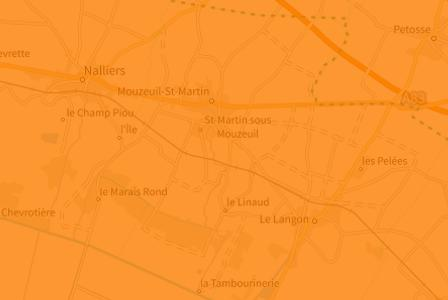 Petosse
evrette
Nalliers
Mouzeuil-St-Martin
A83
le Champ Piou
St-Martin sous
Mouzeuil
l'Île
les Pelées
le Marais Rond
le Linaud
Chevrotière
Le Langon
la Tambourinerie